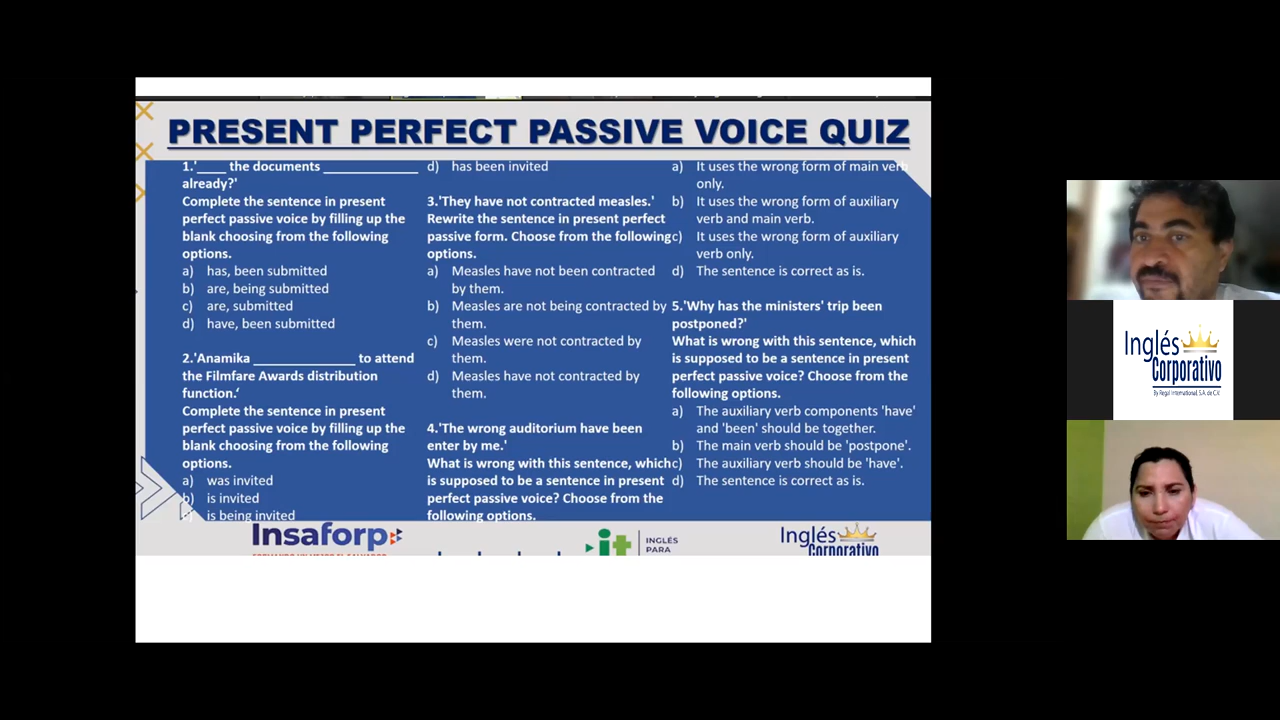 PRESENT PERFECT PASSIVE VOICE QUIZ
1.'____ the documents _____________
already?'
Complete the sentence in present
perfect passive voice by filling up the
blank choosing from the following
options.
a) has, been submitted
b) are, being submitted
c) are, submitted
d) have, been submitted
2.'Anamika ______________ to attend
the Filmfare Awards distribution
function.'
Complete the sentence in present
perfect passive voice by filling up the
blank choosing from the following
options.
a) was invited
b) is invited
c) is being invited
d) has been invited
3.'They have not contracted measles.'
Rewrite the sentence in present perfect
passive form. Choose from the following
options.
a) Measles have not been contracted
by them.
b) Measles are not being contracted by
them.
c) Measles were not contracted by
them.
d) Measles have not contracted by
them.
4.'The wrong auditorium have been
enter by me.'
What is wrong with this sentence, which
is supposed to be a sentence in present
perfect passive voice? Choose from the
following options.
a) It uses the wrong form of main verb
only.
b) It uses the wrong form of auxiliary
verb and main verb.
c) It uses the wrong form of auxiliary
verb only.
d) The sentence is correct as is.
5.'Why has the ministers' trip been
postponed?'
What is wrong with this sentence, which
is supposed to be a sentence in present
perfect passive voice? Choose from the
following options.
a) The auxiliary verb components 'have'
and 'been' should be together.
b) The main verb should be 'postpone'.
c) The auxiliary verb should be 'have'.
d) The sentence is correct as is.
Insaforp
it
INGLÉS
PARA
Inglés
Corporativo
Inglés
Corporativo
By Regal International, S.A. de C.V.